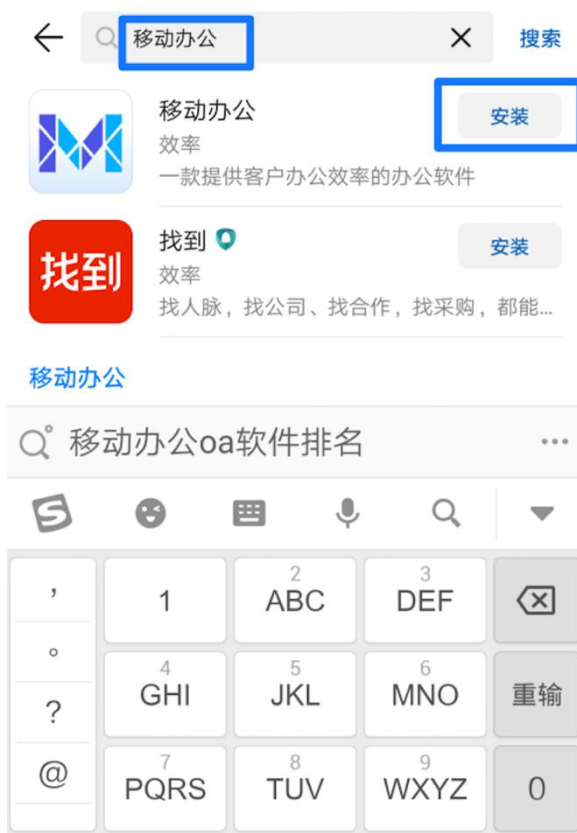 移动办公
搜索
移动办公
安装
效率
一款提供客户办公效率的办公软件
找到
找到
安装
效率
找人脉，找公司、找合作，找采购，都能...
移动办公
移动办公oa软件排名
S
，
1
2
ABC
3
DEF
。
4
GHI
5
JKL
6
MNO
重输
?
@
7
PQRS
8
TUV
9
WXYZ
0